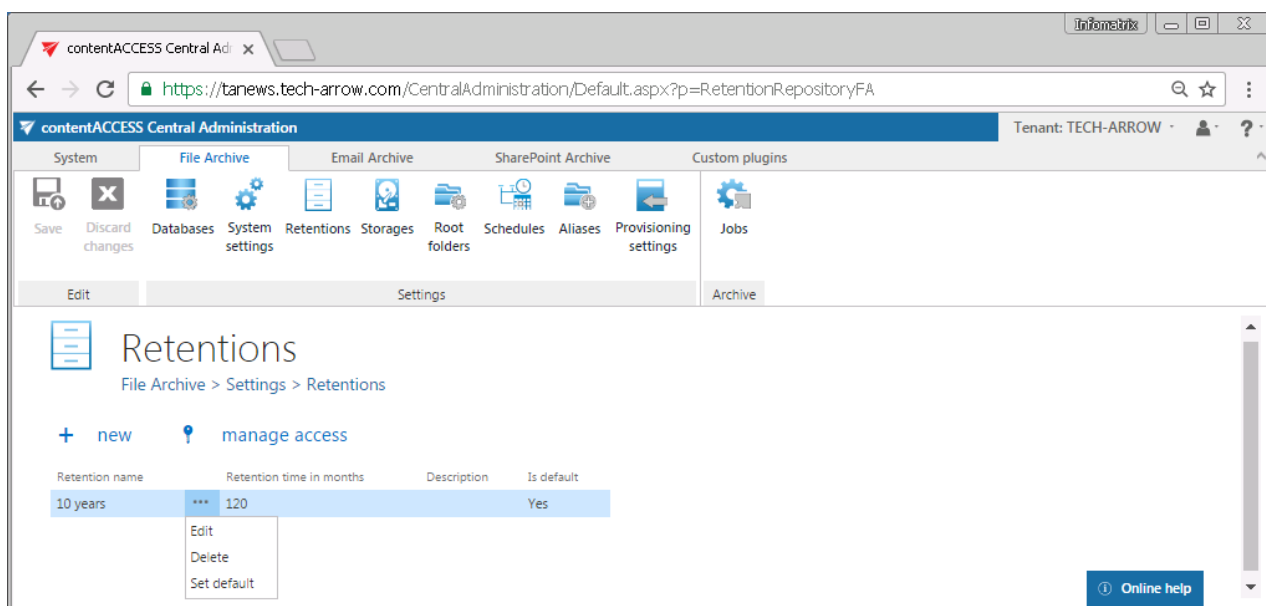 Infomatrix
contentACCESS Central Adi
https://tanews.tech-arrow.com/CentralAdministration/Default.aspx?p=RetentionRepositoryFA
contentACCESS Central Administration
Tenant: TECH-ARROW
?
System File Archive Email Archive SharePoint Archive Custom plugins
Save Discard changes Databases System settings Retentions Storages Root folders Schedules Aliases Provisioning settings Jobs
Edit Settings Archive
Retentions
File Archive > Settings > Retentions
+ new manage access
Retention name Retention time in months Description Is default
10 years *** 120 Yes
Edit
Delete
Set default
Online help